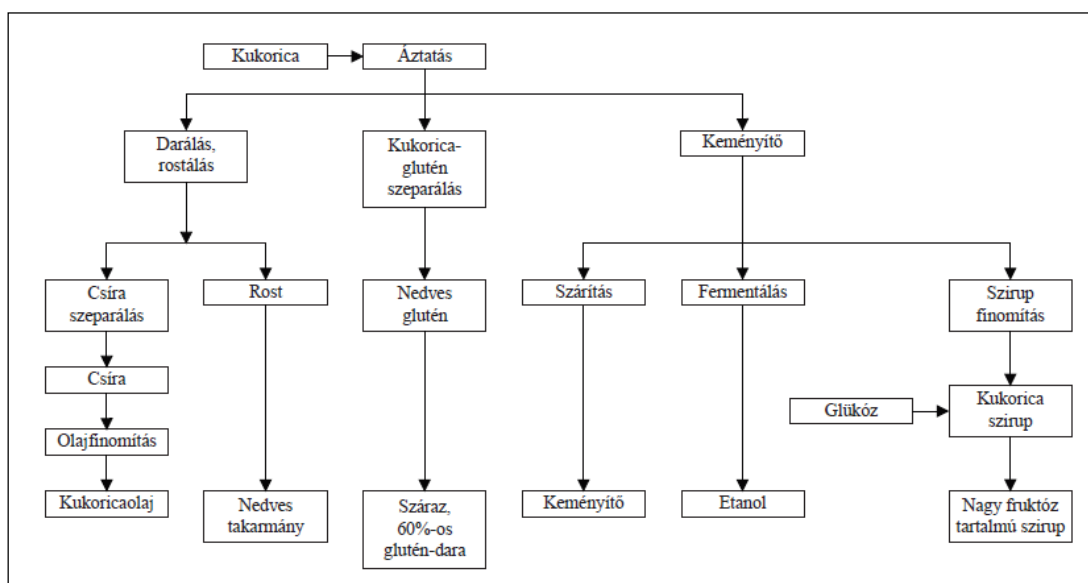 Kukorica
Áztatás
Darálás,
rostálás
Kukorica-
glutén
szeparálás
Keményítő
Csíra
szeparálás
Rost
Nedves
glutén
Szárítás
Fermentálás
Szirup
finomítás
Csíra
Glükóz
Kukorica
szirup
Olajfinomítás
Kukoricaolaj
Nedves
takarmány
Száraz,
60%-os
glutén-dara
Keményítő
Etanol
Nagy fruktóz
tartalmú szirup